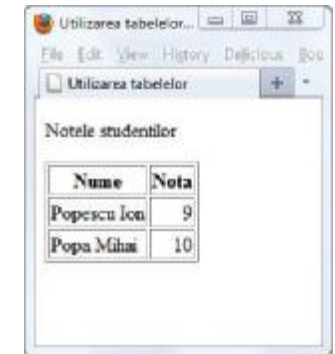 Utilizarea tabelelor...
File Edit View History Delicious Boo
Utilizarea tabelelor
Notele studentilor
Nume Nota
Popescu Ion 9
Popa Mihai 10